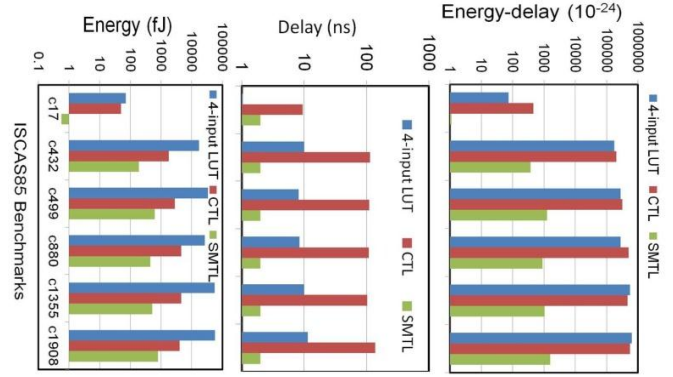 Energy (fJ)
0.1
1
10
100
1000
10000
100000
4-input LUT
CTL
SMTL
c17
c432
c499
c880
c1355
c1908
ISCAS85 Benchmarks
Delay (ns)
1
10
100
1000
4-input LUT
CTL
SMTL
Energy-delay (10⁻²⁴)
1
10
100
1000
10000
100000
1000000
4-input LUT
CTL
SMTL